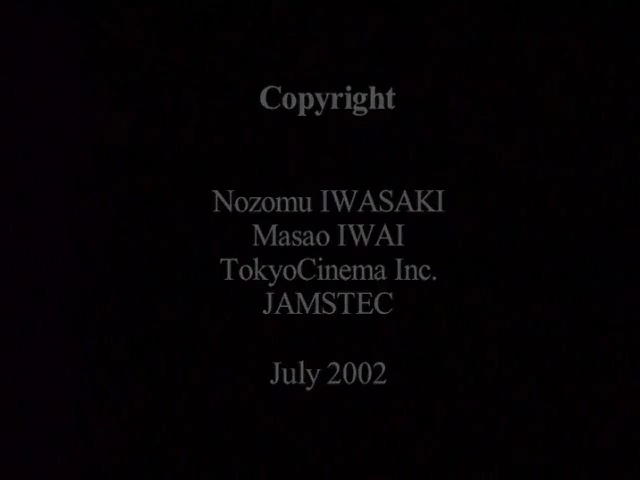 Copyright
Nozomu IWASAKI
Masao IWAI
TokyoCinema Inc.
JAMSTEC
July 2002